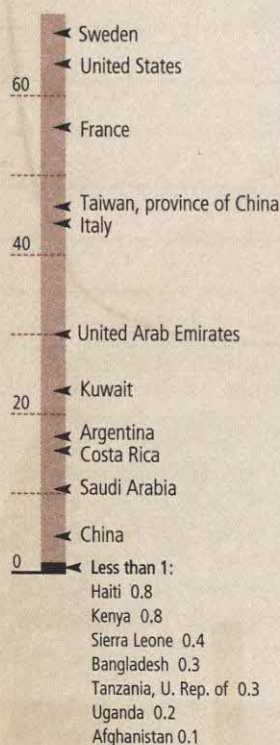 Sweden
United States
60
France
Taiwan, province of China
Italy
40
United Arab Emirates
Kuwait
20
Argentina
Costa Rica
Saudi Arabia
China
0
Less than 1:
Haiti 0.8
Kenya 0.8
Sierra Leone 0.4
Bangladesh 0.3
Tanzania, U. Rep. of 0.3
Uganda 0.2
Afghanistan 0.1